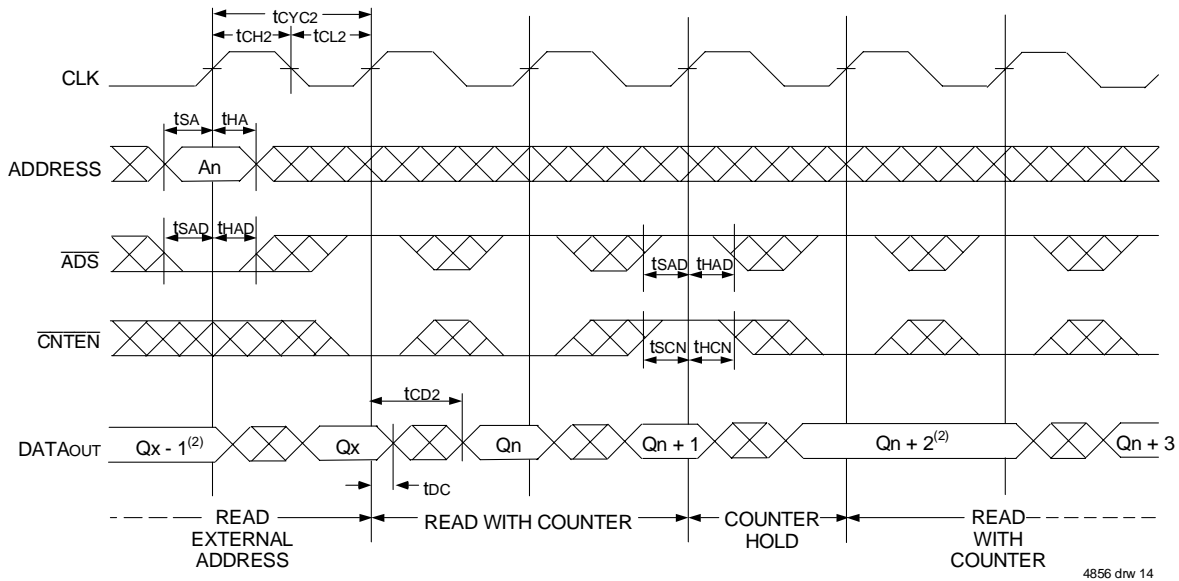 tCYC2
tCH2 tCL2
CLK
tSA tHA
ADDRESS An
tSAD tHAD
ADS
tSAD tHAD
CNTEN
tSCN tHCN
tCD2
DATAOUT Qx - 1(2) Qx Qn Qn + 1 Qn + 2(2) Qn + 3
tDC
READ EXTERNAL ADDRESS
READ WITH COUNTER
COUNTER HOLD
READ WITH COUNTER
4856 drw 14